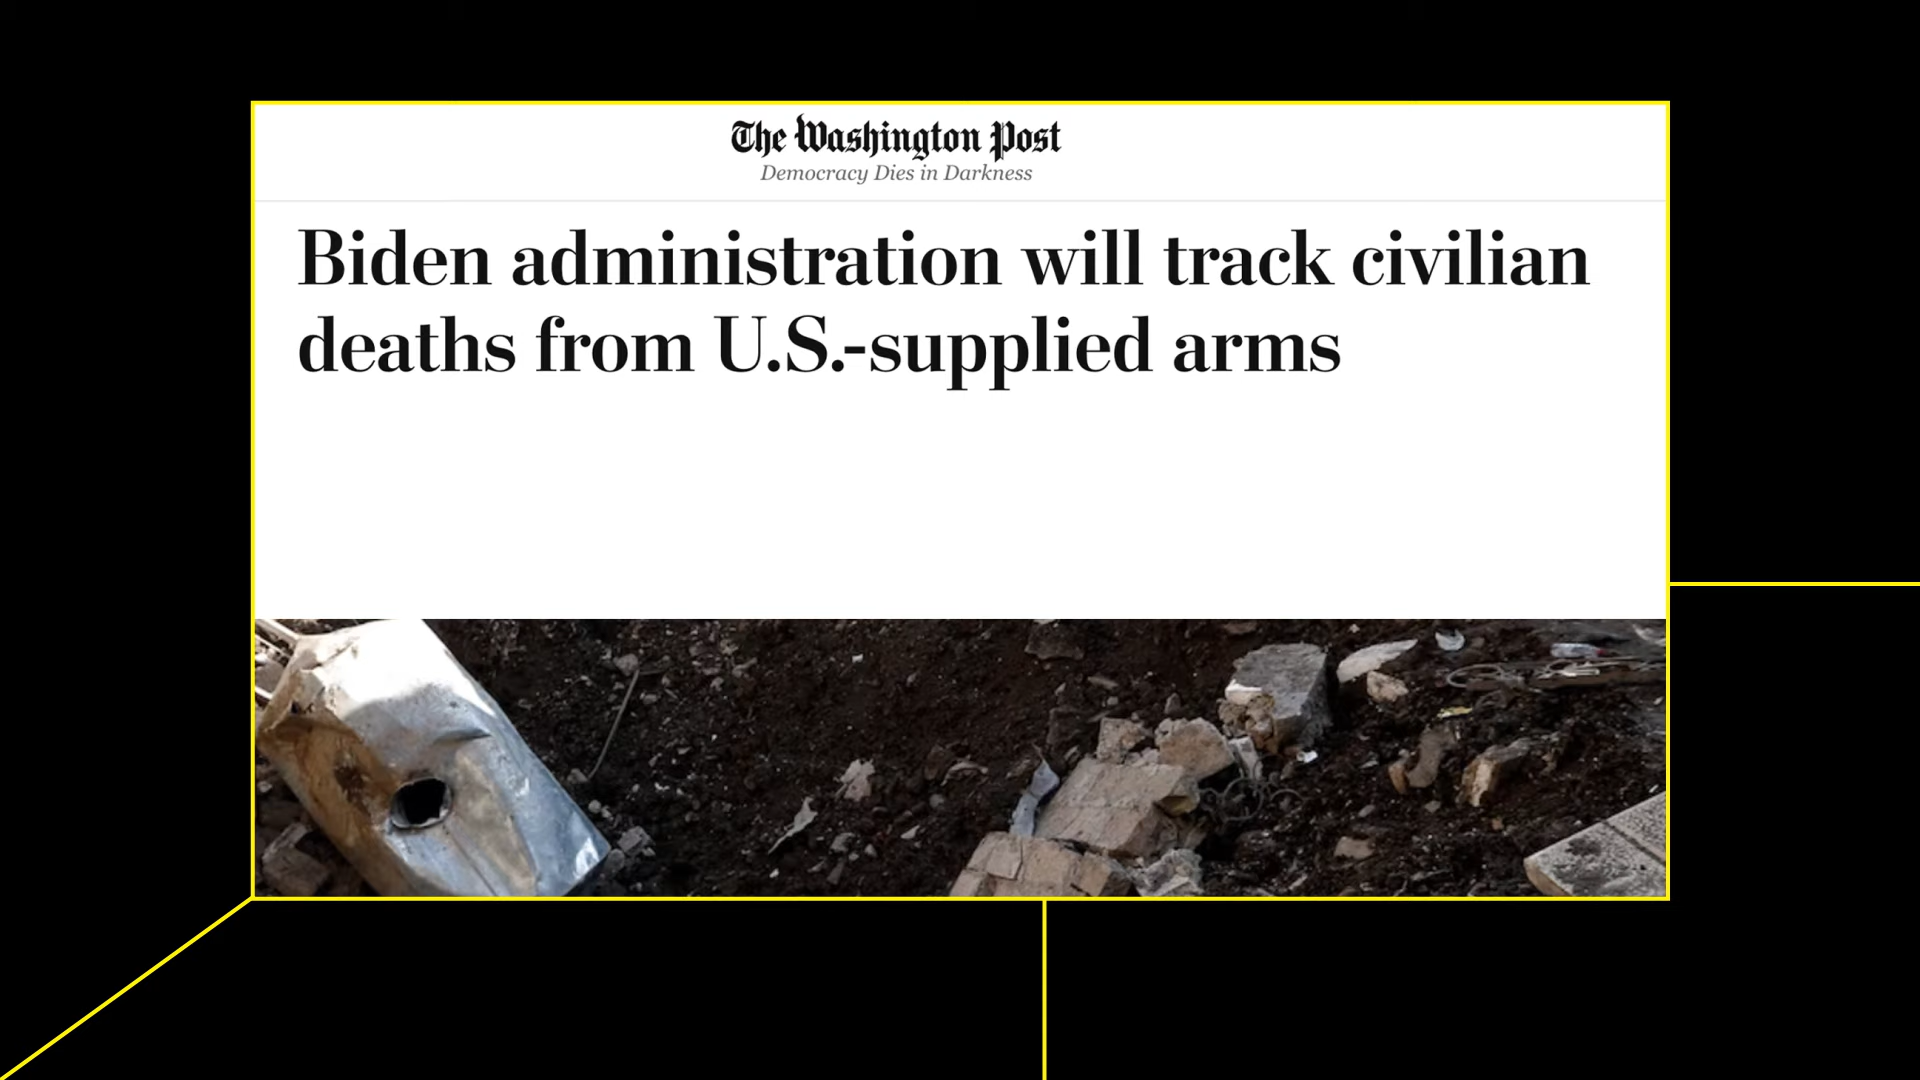 The Washington Post
Democracy Dies in Darkness
Biden administration will track civilian
deaths from U.S.-supplied arms